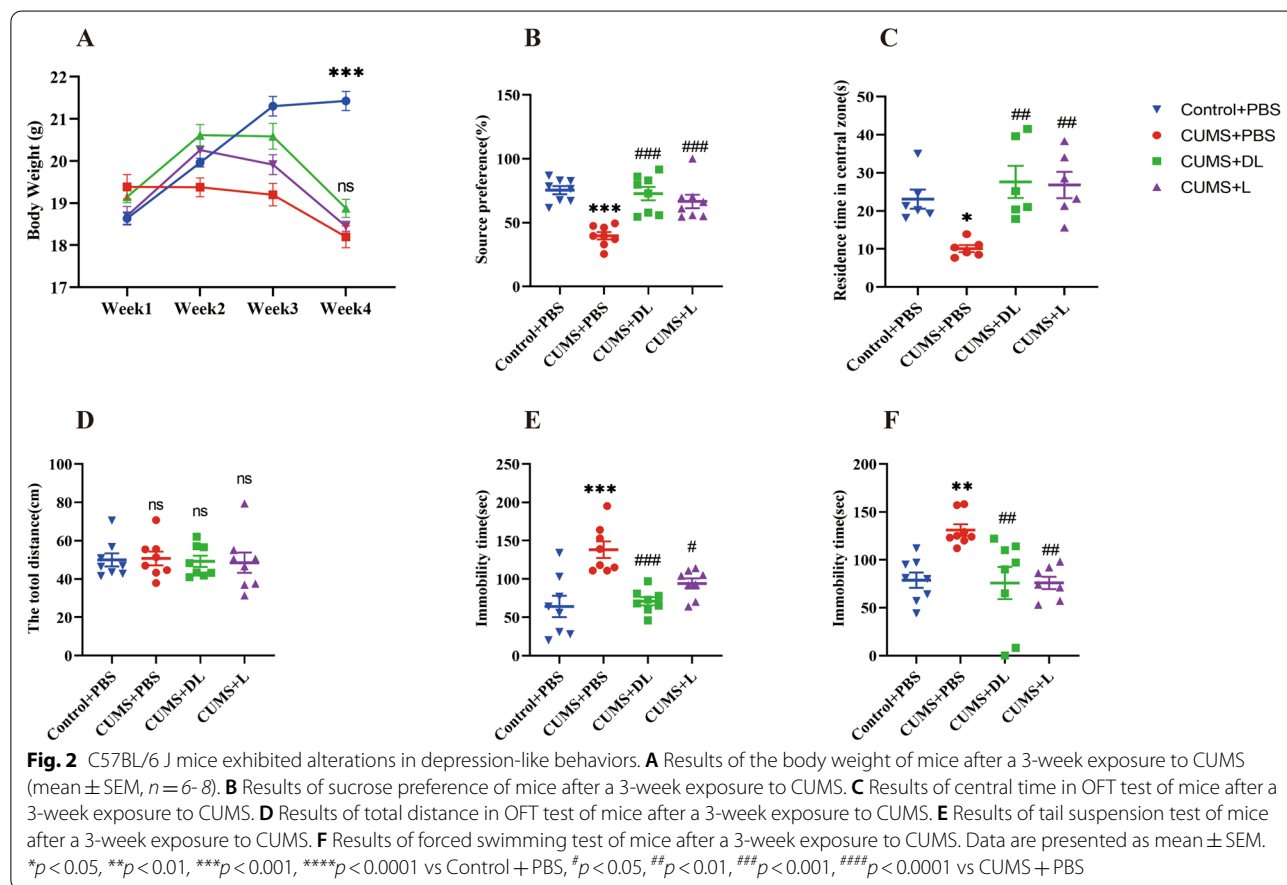 A
Body Weight (g)
22
21
20
19
18
17
***
ns
Week1 Week2 Week3 Week4
B
Source preference(%)
150
100
50
0
***
###
###
Control+PBS
CUMS+PBS
CUMS+DL
CUMS+L
C
Residence time in central zone(s)
50
40
30
20
10
0
*
##
##
Control+PBS
CUMS+PBS
CUMS+DL
CUMS+L
Control+PBS
CUMS+PBS
CUMS+DL
CUMS+L
D
The totol distance(cm)
100
80
60
40
20
0
ns
ns
ns
Control+PBS
CUMS+PBS
CUMS+DL
CUMS+L
E
Immobility time(sec)
250
200
150
100
50
0
***
###
#
Control+PBS
CUMS+PBS
CUMS+DL
CUMS+L
F
Immobility time(sec)
200
150
100
50
0
**
##
##
Control+PBS
CUMS+PBS
CUMS+DL
CUMS+L
Fig. 2 C57BL/6 J mice exhibited alterations in depression-like behaviors. A Results of the body weight of mice after a 3-week exposure to CUMS
(mean ± SEM, n = 6- 8). B Results of sucrose preference of mice after a 3-week exposure to CUMS. C Results of central time in OFT test of mice after a
3-week exposure to CUMS. D Results of total distance in OFT test of mice after a 3-week exposure to CUMS. E Results of tail suspension test of mice
after a 3-week exposure to CUMS. F Results of forced swimming test of mice after a 3-week exposure to CUMS. Data are presented as mean ± SEM.
*p < 0.05, **p < 0.01, ***p < 0.001, ****p < 0.0001 vs Control + PBS, #p < 0.05, ##p < 0.01, ###p < 0.001, ####p < 0.0001 vs CUMS + PBS